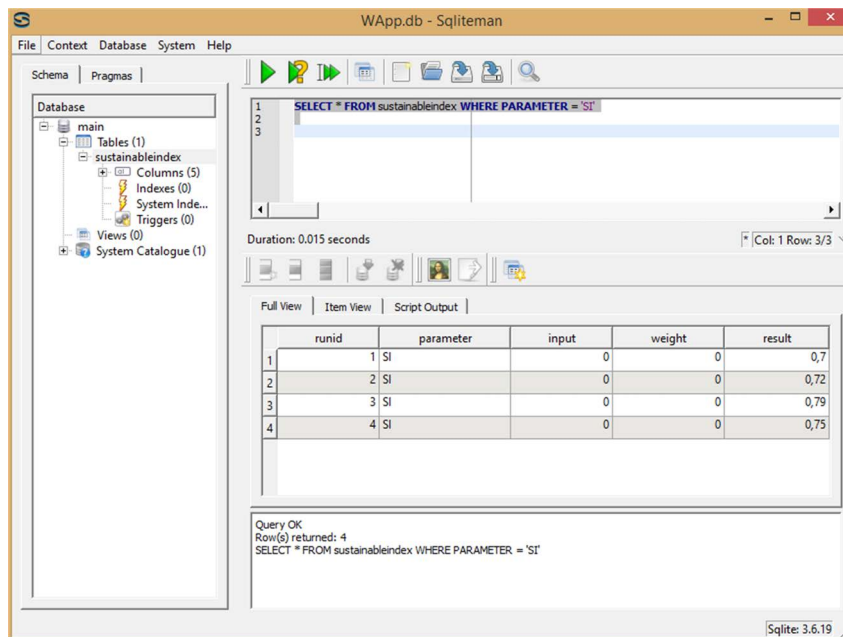 WApp.db - Sqliteman
File Context Database System Help
Schema Pragmas
Database
main
Tables (1)
sustainableindex
Columns (5)
Indexes (0)
System Inde...
Triggers (0)
Views (0)
System Catalogue (1)
1 SELECT * FROM sustainableindex WHERE PARAMETER = 'SI'
2
3
Duration: 0.015 seconds
* Col: 1 Row: 3/3
Full View Item View Script Output
runid parameter input weight result
1 1 SI 0 0 0,7
2 2 SI 0 0 0,72
3 3 SI 0 0 0,79
4 4 SI 0 0 0,75
Query OK
Row(s) returned: 4
SELECT * FROM sustainableindex WHERE PARAMETER = 'SI'
Sqlite: 3.6.19